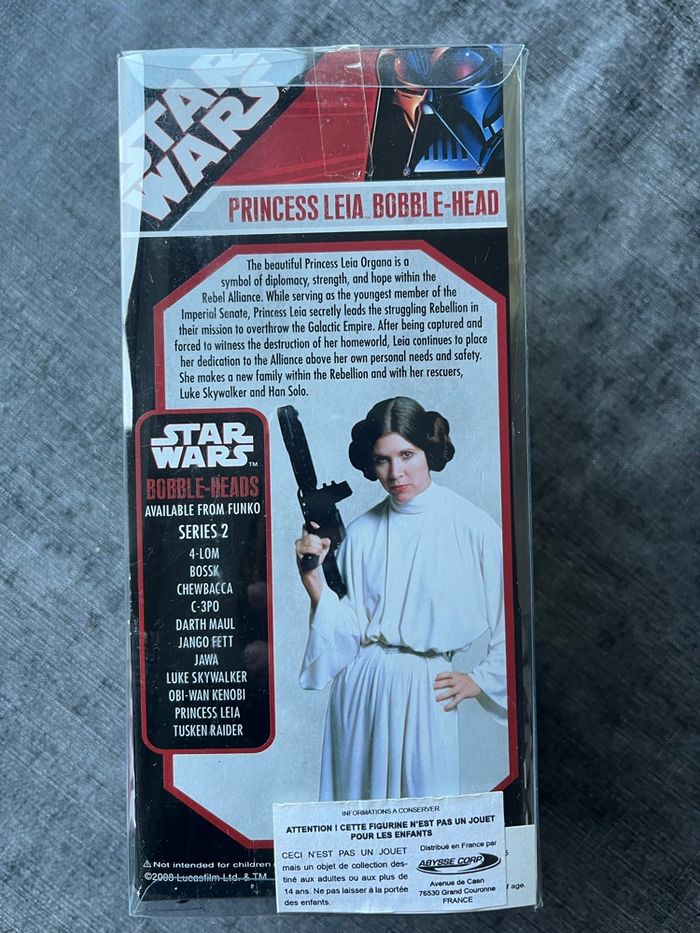 STAR
WARS
PRINCESS LEIA BOBBLE-HEAD
The beautiful Princess Leia Organa is a
symbol of diplomacy, strength, and hope within the
Rebel Alliance. While serving as the youngest member of the
Imperial Senate, Princess Leia secretly leads the struggling Rebellion in
their mission to overthrow the Galactic Empire. After being captured and
forced to witness the destruction of her homeworld, Leia continues to place
her dedication to the Alliance above her own personal needs and safety.
She makes a new family within the Rebellion and with her rescuers,
Luke Skywalker and Han Solo.
STAR
WARS TM
BOBBLE-HEADS
AVAILABLE FROM FUNKO
SERIES 2
4-LOM
BOSSK
CHEWBACCA
C-3PO
DARTH MAUL
JANGO FETT
JAWA
LUKE SKYWALKER
OBI-WAN KENOBI
PRINCESS LEIA
TUSKEN RAIDER
INFORMATIONS A CONSERVER
ATTENTION ! CETTE FIGURINE N'EST PAS UN JOUET
POUR LES ENFANTS
CECI N'EST PAS UN JOUET
mais un objet de collection des-
tiné aux adultes ou aux plus de
14 ans. Ne pas laisser à la portée
des enfants.
Distribué en France par
ABYSSE CORP
Avenue de Caen
76530 Grand Couronne
FRANCE
⚠ Not intended for children
©2008 Lucasfilm Ltd. & TM
f age.